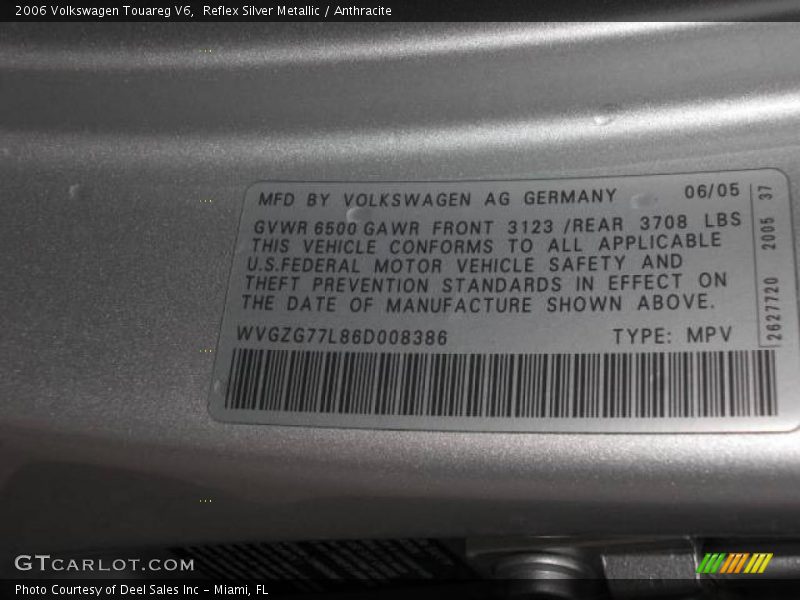 2006 Volkswagen Touareg V6,  Reflex Silver Metallic / Anthracite
MFD BY VOLKSWAGEN AG GERMANY 06/05
GVWR 6500 GAWR FRONT 3123 /REAR 3708 LBS
THIS VEHICLE CONFORMS TO ALL APPLICABLE
U.S.FEDERAL MOTOR VEHICLE SAFETY AND
THEFT PREVENTION STANDARDS IN EFFECT ON
THE DATE OF MANUFACTURE SHOWN ABOVE.
WVGZG77L86D008386 TYPE: MPV
2627720 2005 37
GTCARLOT.COM
Photo Courtesy of Deel Sales Inc - Miami, FL